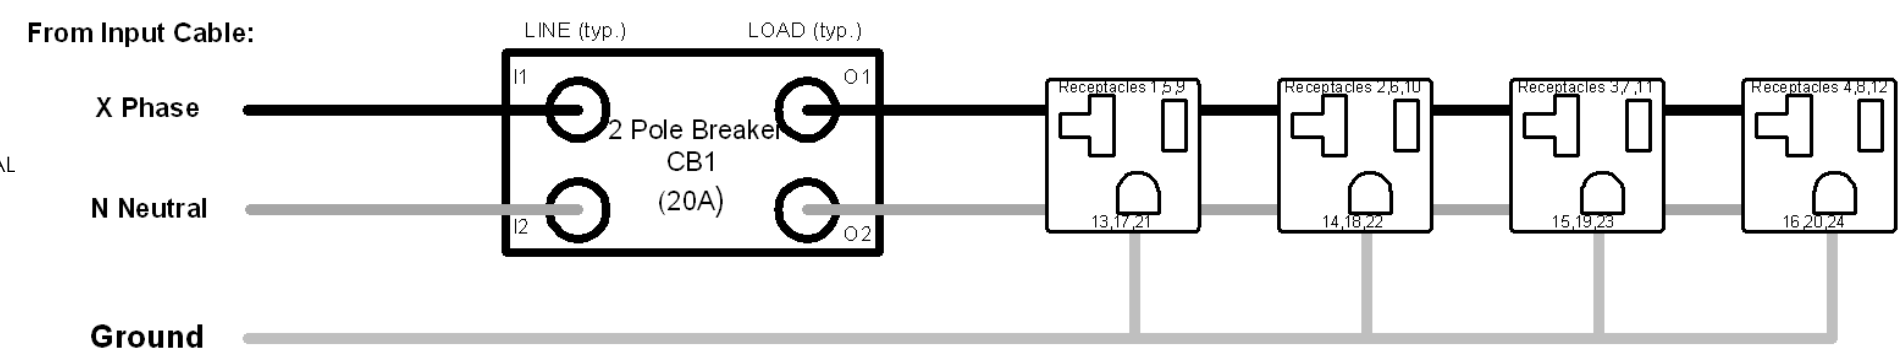 From Input Cable:
LINE (typ.)
LOAD (typ.)
I1
O1
X Phase
2 Pole Breaker
CB1
(20A)
AL
N Neutral
I2
O2
Receptacles 1,5,9
13,17,21
Receptacles 2,6,10
14,18,22
Receptacles 3,7,11
15,19,23
Receptacles 4,8,12
16,20,24
Ground